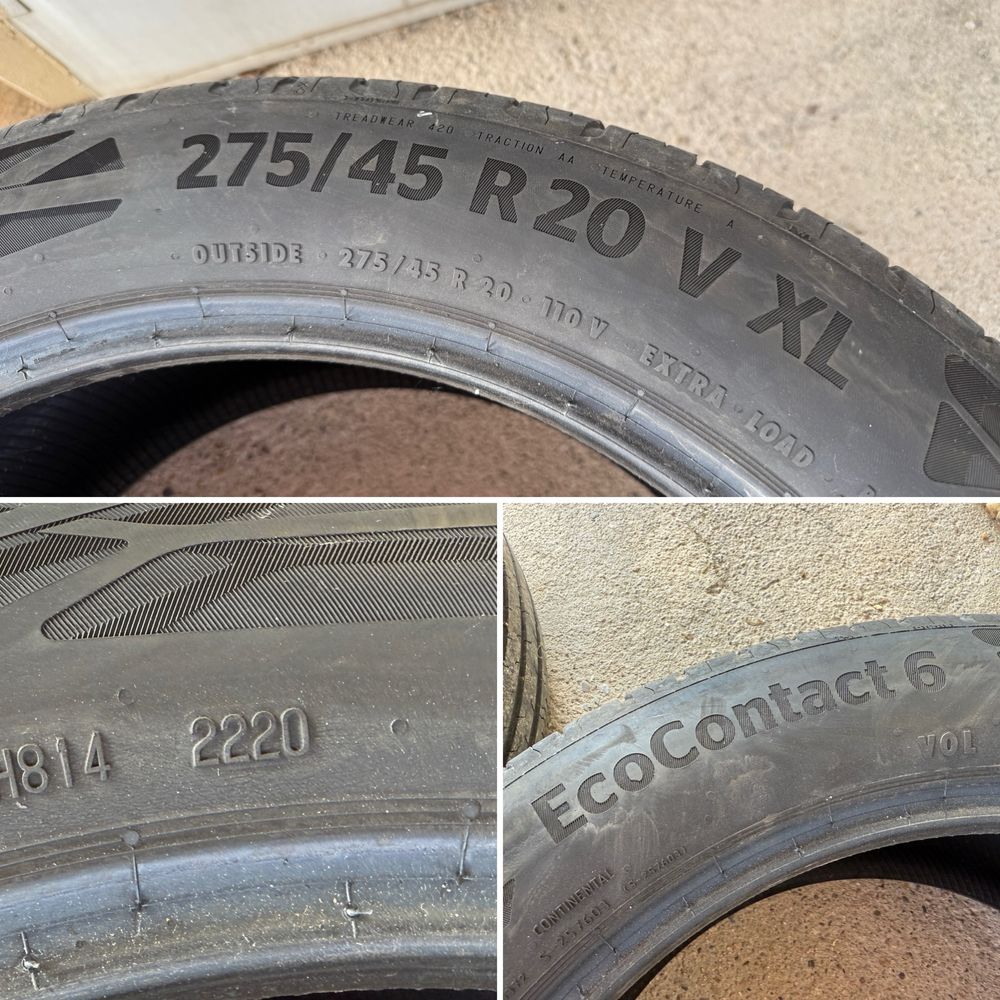 TREADWEAR 420 TRACTION AA TEMPERATURE A
275/45 R 20 V XL
OUTSIDE · 275/45 R 20 · 110 V EXTRA · LOAD
H814 2220
EcoContact 6
VOL
CONTINENTAL